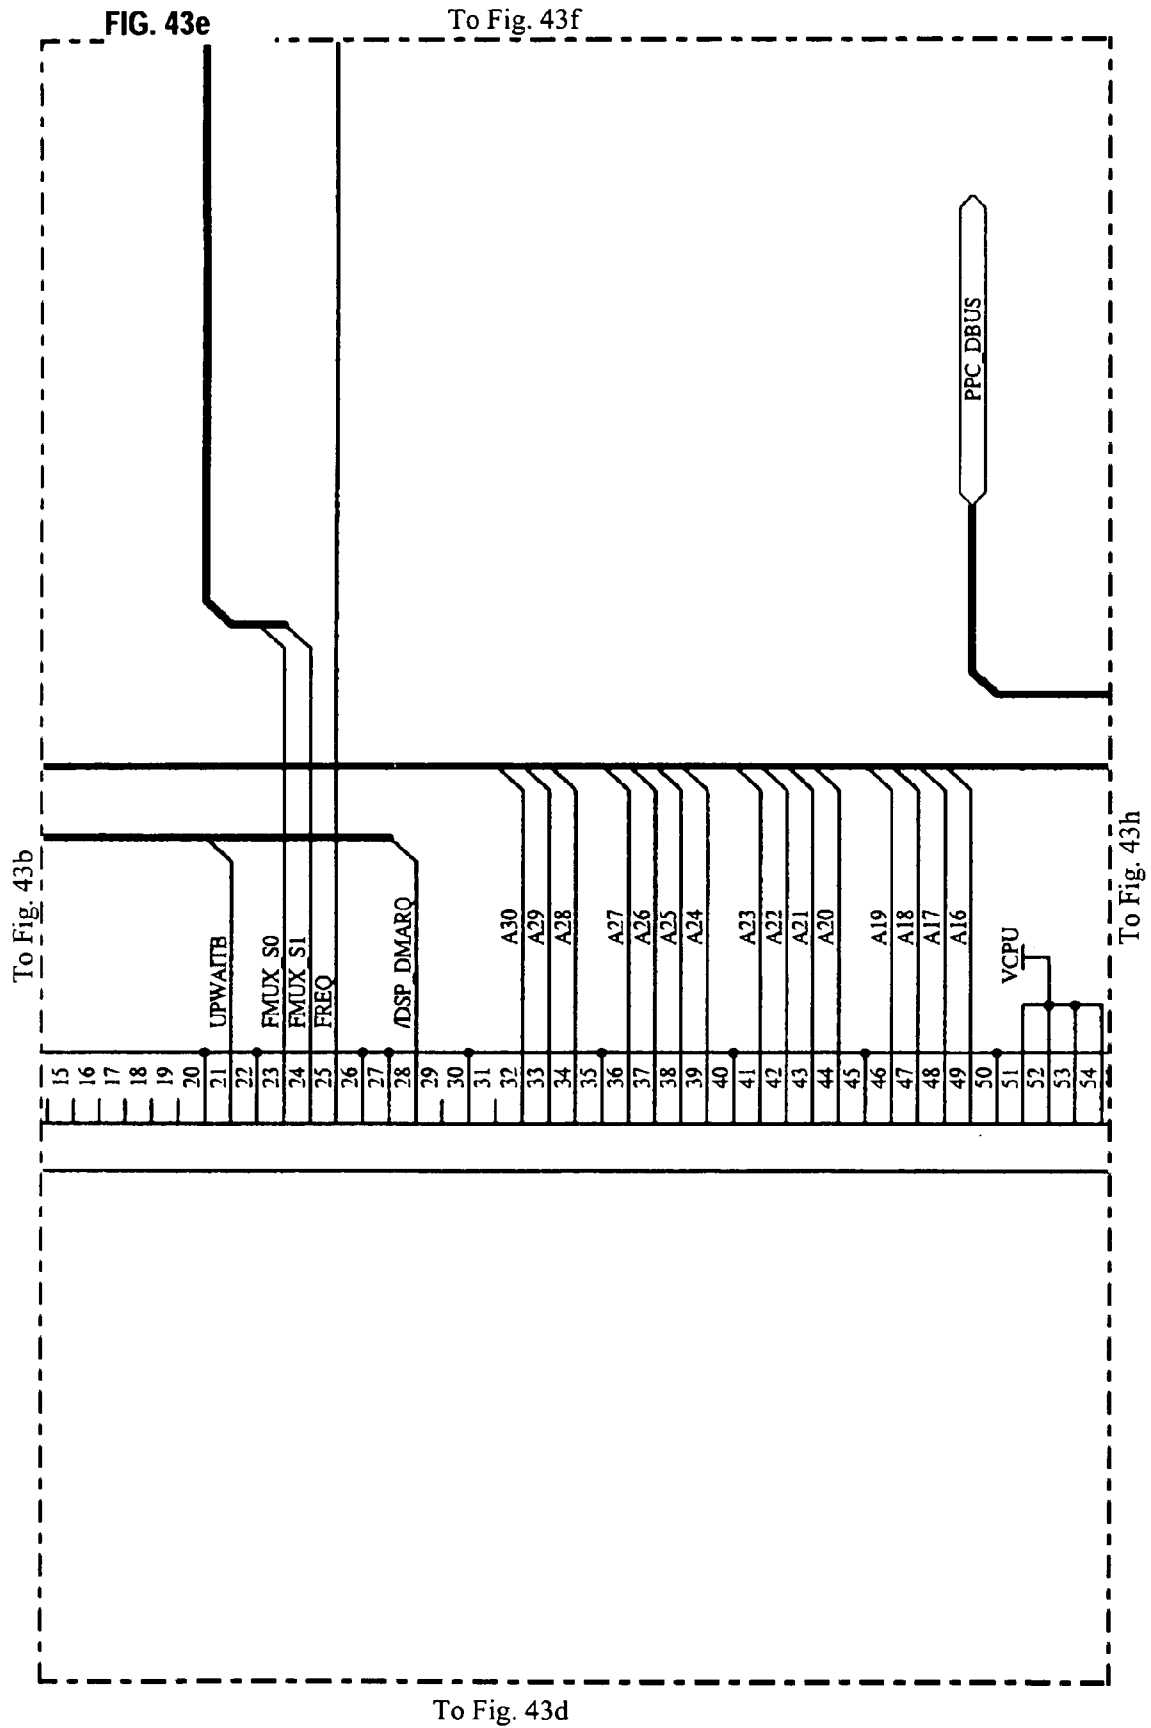 FIG. 43e
To Fig. 43f
PPC_DBUS
To Fig. 43b
To Fig. 43h
UPWAITB
FMUX_S0
FMUX_S1
FREQ
/DSP_DMARQ
A30
A29
A28
A27
A26
A25
A24
A23
A22
A21
A20
A19
A18
A17
A16
VCPU
15
16
17
18
19
20
21
22
23
24
25
26
27
28
29
30
31
32
33
34
35
36
37
38
39
40
41
42
43
44
45
46
47
48
49
50
51
52
53
54
To Fig. 43d